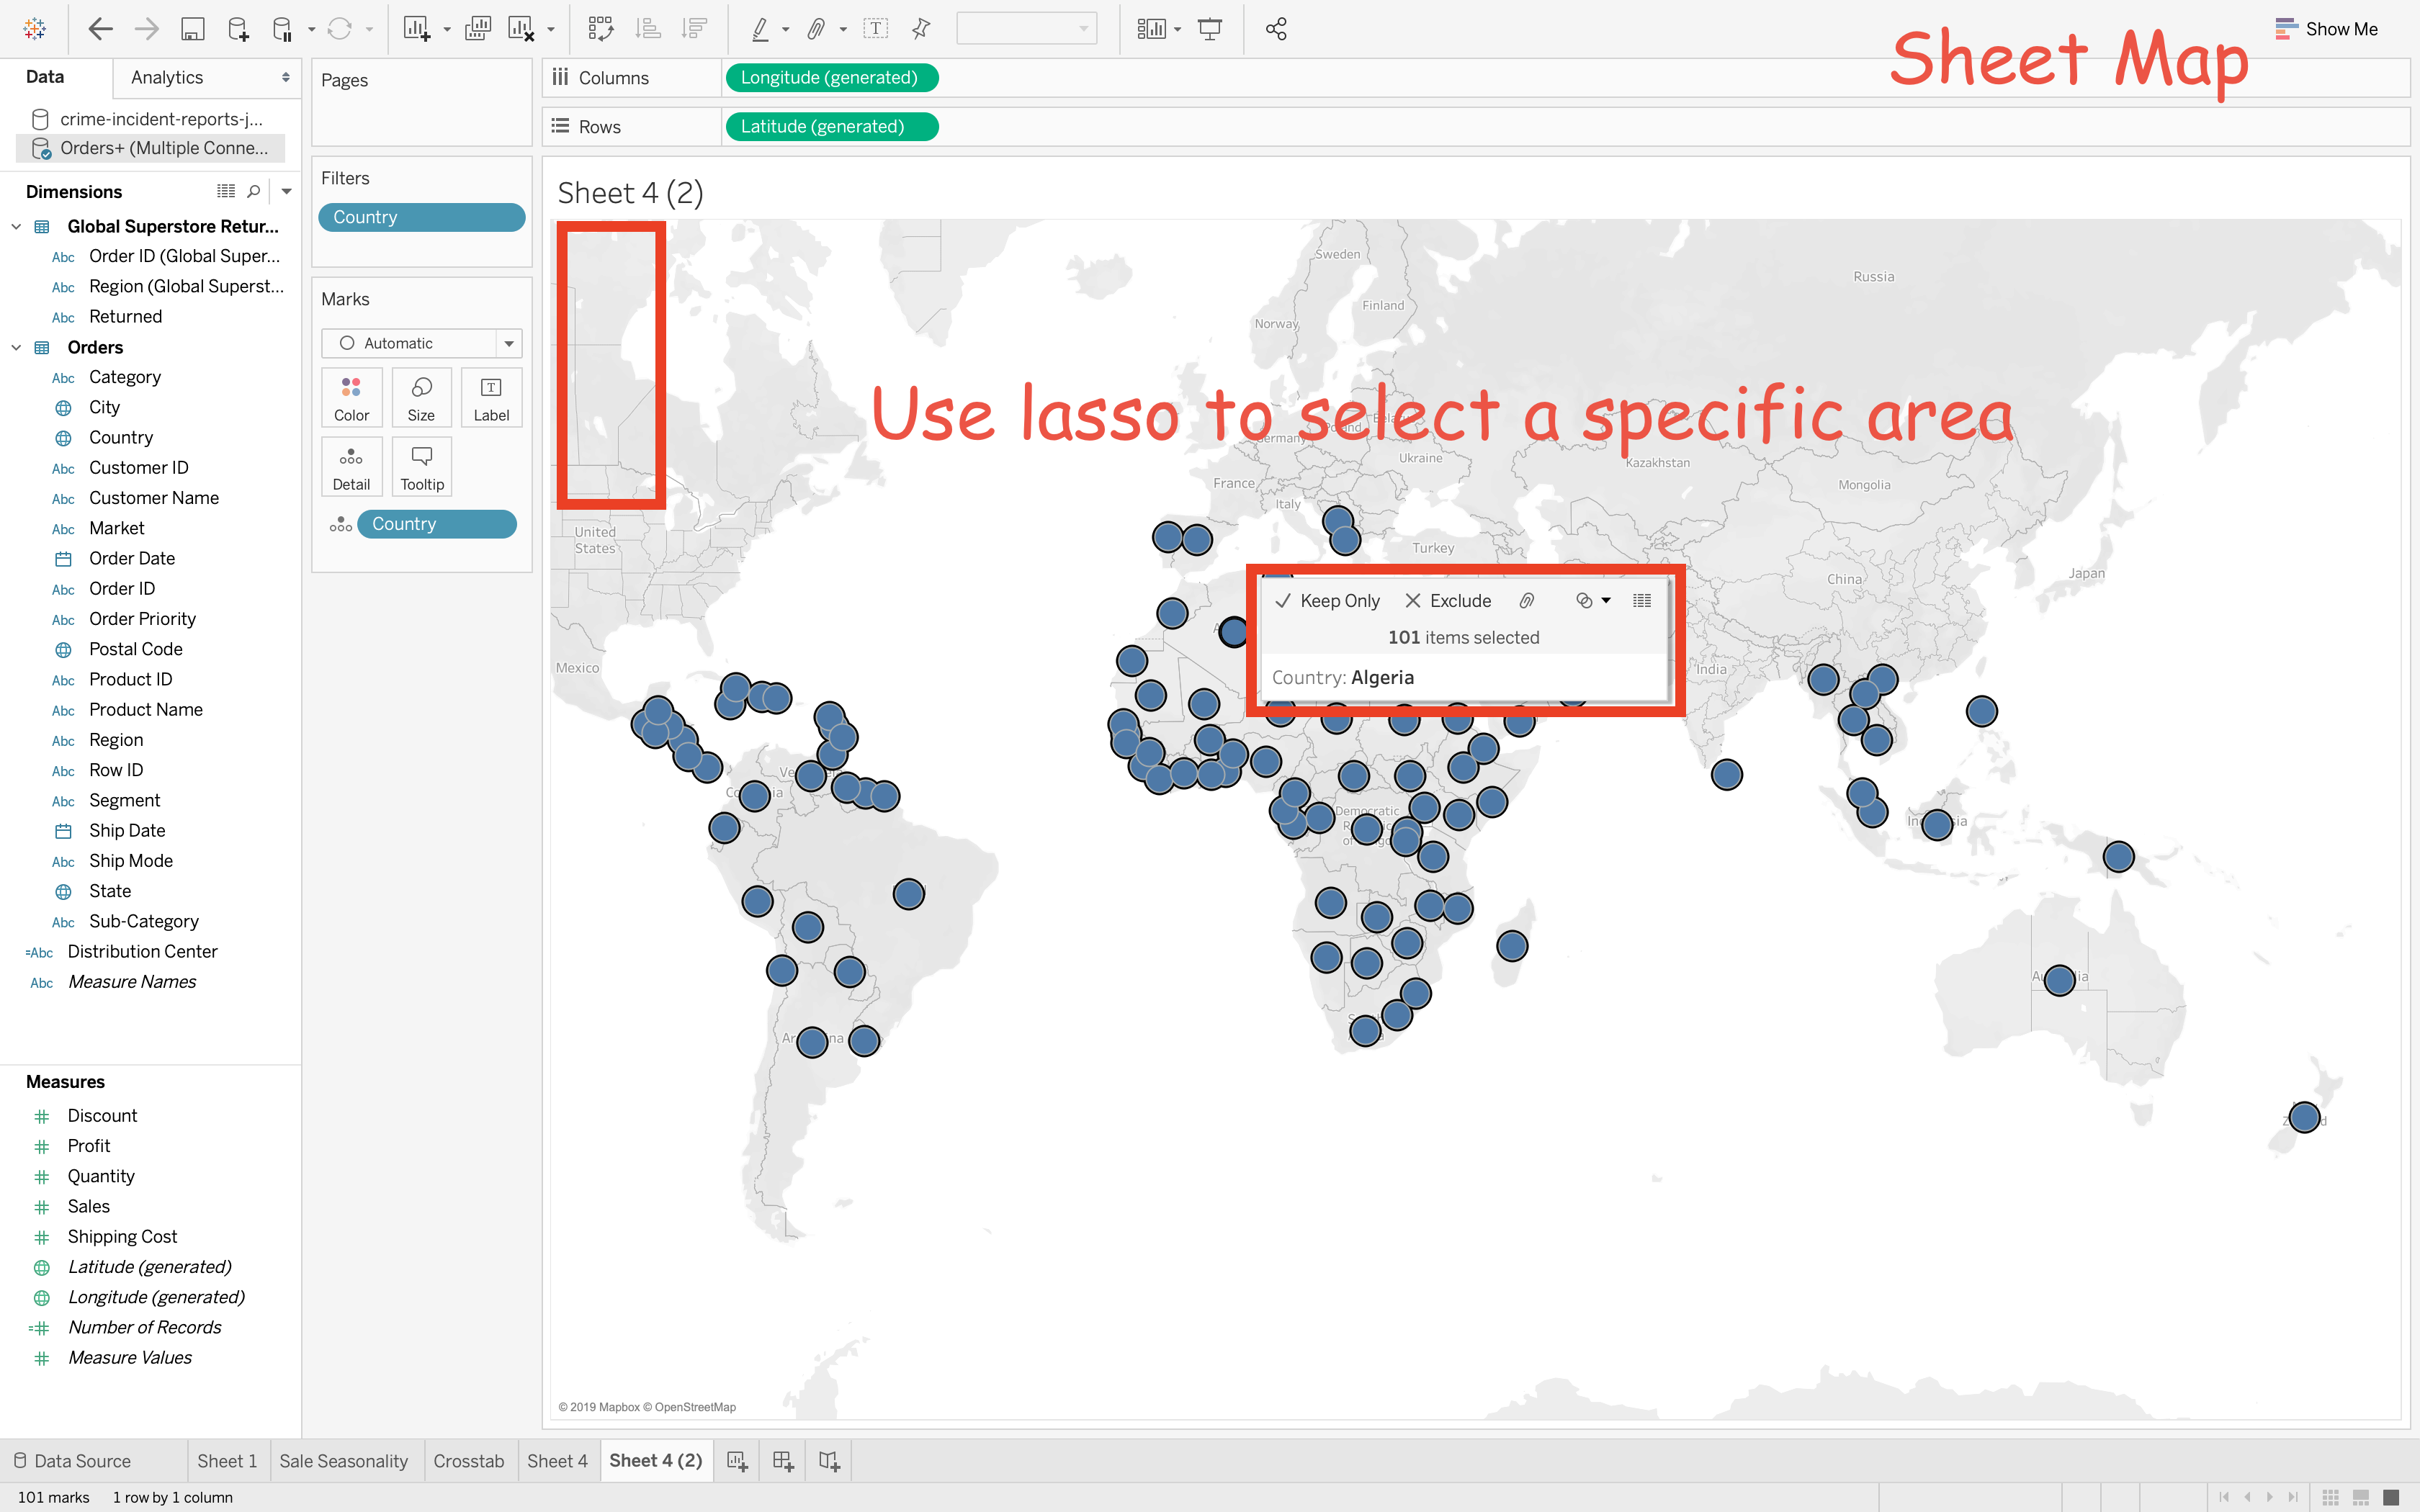 Show Me
Sheet Map
Data
Analytics
Pages
Columns
Longitude (generated)
crime-incident-reports-j...
Orders+ (Multiple Conne...
Rows
Latitude (generated)
Filters
Country
Dimensions
Global Superstore Retur...
Abc Order ID (Global Super...
Abc Region (Global Superst...
Abc Returned
Orders
Abc Category
City
Country
Abc Customer ID
Abc Customer Name
Abc Market
Order Date
Abc Order ID
Abc Order Priority
Postal Code
Abc Product ID
Abc Product Name
Abc Region
Abc Row ID
Abc Segment
Ship Date
Abc Ship Mode
State
Abc Sub-Category
=Abc Distribution Center
Abc Measure Names
Measures
Discount
Profit
Quantity
Sales
Shipping Cost
Latitude (generated)
Longitude (generated)
Number of Records
Measure Values
Marks
Automatic
Color
Size
Label
Detail
Tooltip
Country
Sheet 4 (2)
Sweden
Russia
Finland
Norway
Use lasso to select a specific area
Ukraine
Kazakhstan
France
Mongolia
Italy
United
States
Turkey
China
Japan
Keep Only
Exclude
101 items selected
Country: Algeria
Mexico
India
Democratic
© 2019 Mapbox © OpenStreetMap
Data Source
Sheet 1
Sale Seasonality
Crosstab
Sheet 4
Sheet 4 (2)
101 marks
1 row by 1 column